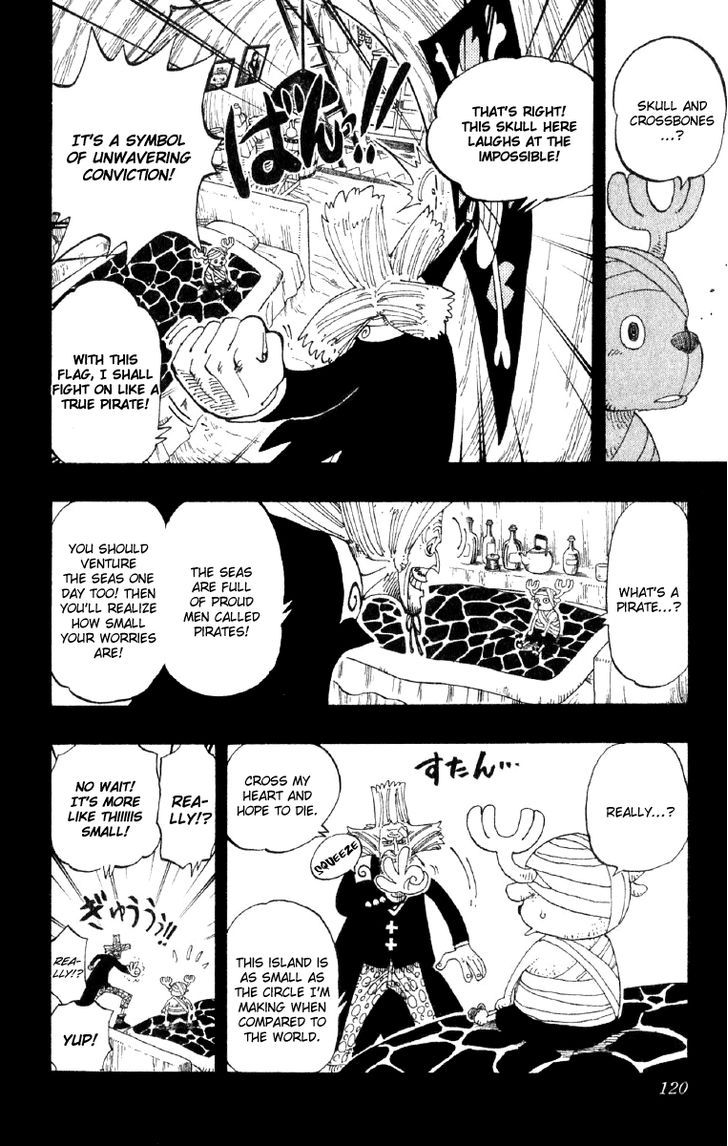 SKULL AND
CROSSBONES
...?
THAT'S RIGHT!
THIS SKULL HERE
LAUGHS AT THE
IMPOSSIBLE!
ばんっ!!
IT'S A SYMBOL
OF UNWAVERING
CONVICTION!
WITH THIS
FLAG, I SHALL
FIGHT ON LIKE A
TRUE PIRATE!
WHAT'S A
PIRATE...?
THE SEAS
ARE FULL
OF PROUD
MEN CALLED
PIRATES!
YOU SHOULD
VENTURE
THE SEAS ONE
DAY TOO! THEN
YOU'LL REALIZE
HOW SMALL
YOUR WORRIES
ARE!
REALLY...?
すたん...
CROSS MY
HEART AND
HOPE TO DIE.
SQUEEZE
THIS ISLAND IS
AS SMALL AS
THE CIRCLE I'M
MAKING WHEN
COMPARED TO
THE WORLD.
REA-
LLY!?
NO WAIT!
IT'S MORE
LIKE THIIIIIS
SMALL!
ぎゅううっ!!
REA-
LLY!?
YUP!
120